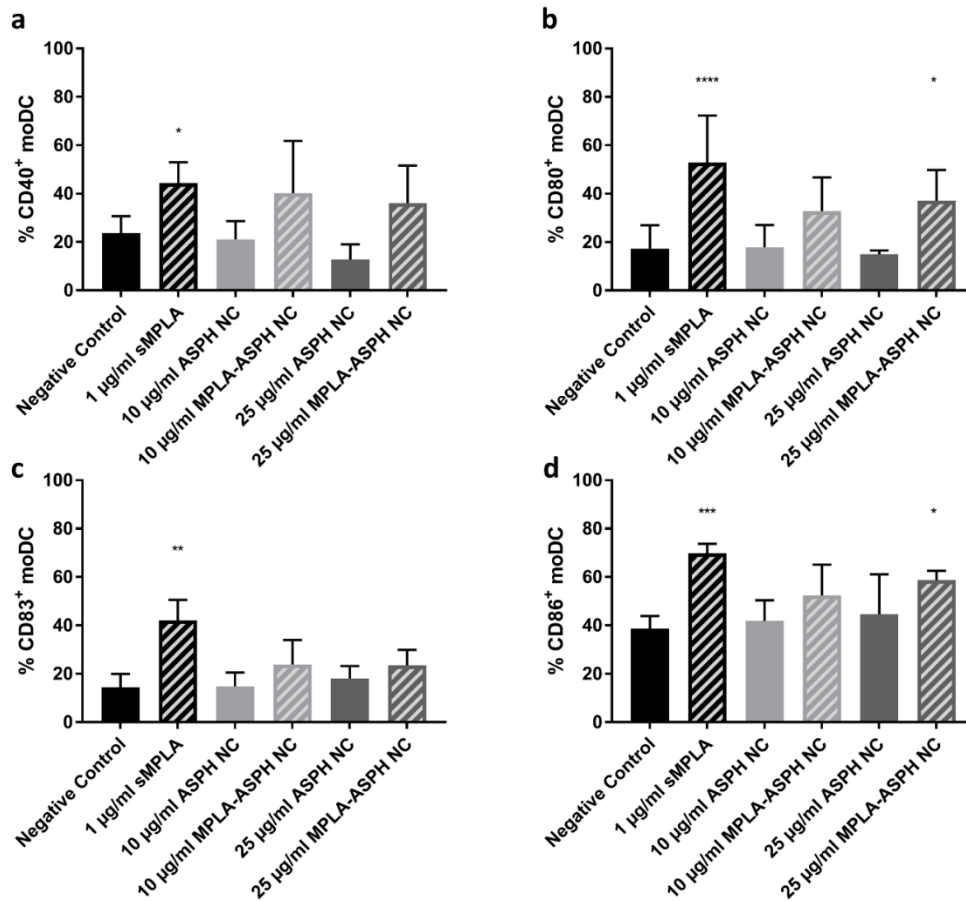 a
% CD40⁺ moDC
100
80
60
40
20
0
*
Negative Control
1 µg/ml sMPLA
10 µg/ml ASPH NC
10 µg/ml MPLA-ASPH NC
25 µg/ml ASPH NC
25 µg/ml MPLA-ASPH NC
b
% CD80⁺ moDC
100
80
60
40
20
0
****
*
Negative Control
1 µg/ml sMPLA
10 µg/ml ASPH NC
10 µg/ml MPLA-ASPH NC
25 µg/ml ASPH NC
25 µg/ml MPLA-ASPH NC
c
% CD83⁺ moDC
100
80
60
40
20
0
**
Negative Control
1 µg/ml sMPLA
10 µg/ml ASPH NC
10 µg/ml MPLA-ASPH NC
25 µg/ml ASPH NC
25 µg/ml MPLA-ASPH NC
d
% CD86⁺ moDC
100
80
60
40
20
0
***
*
Negative Control
1 µg/ml sMPLA
10 µg/ml ASPH NC
10 µg/ml MPLA-ASPH NC
25 µg/ml ASPH NC
25 µg/ml MPLA-ASPH NC